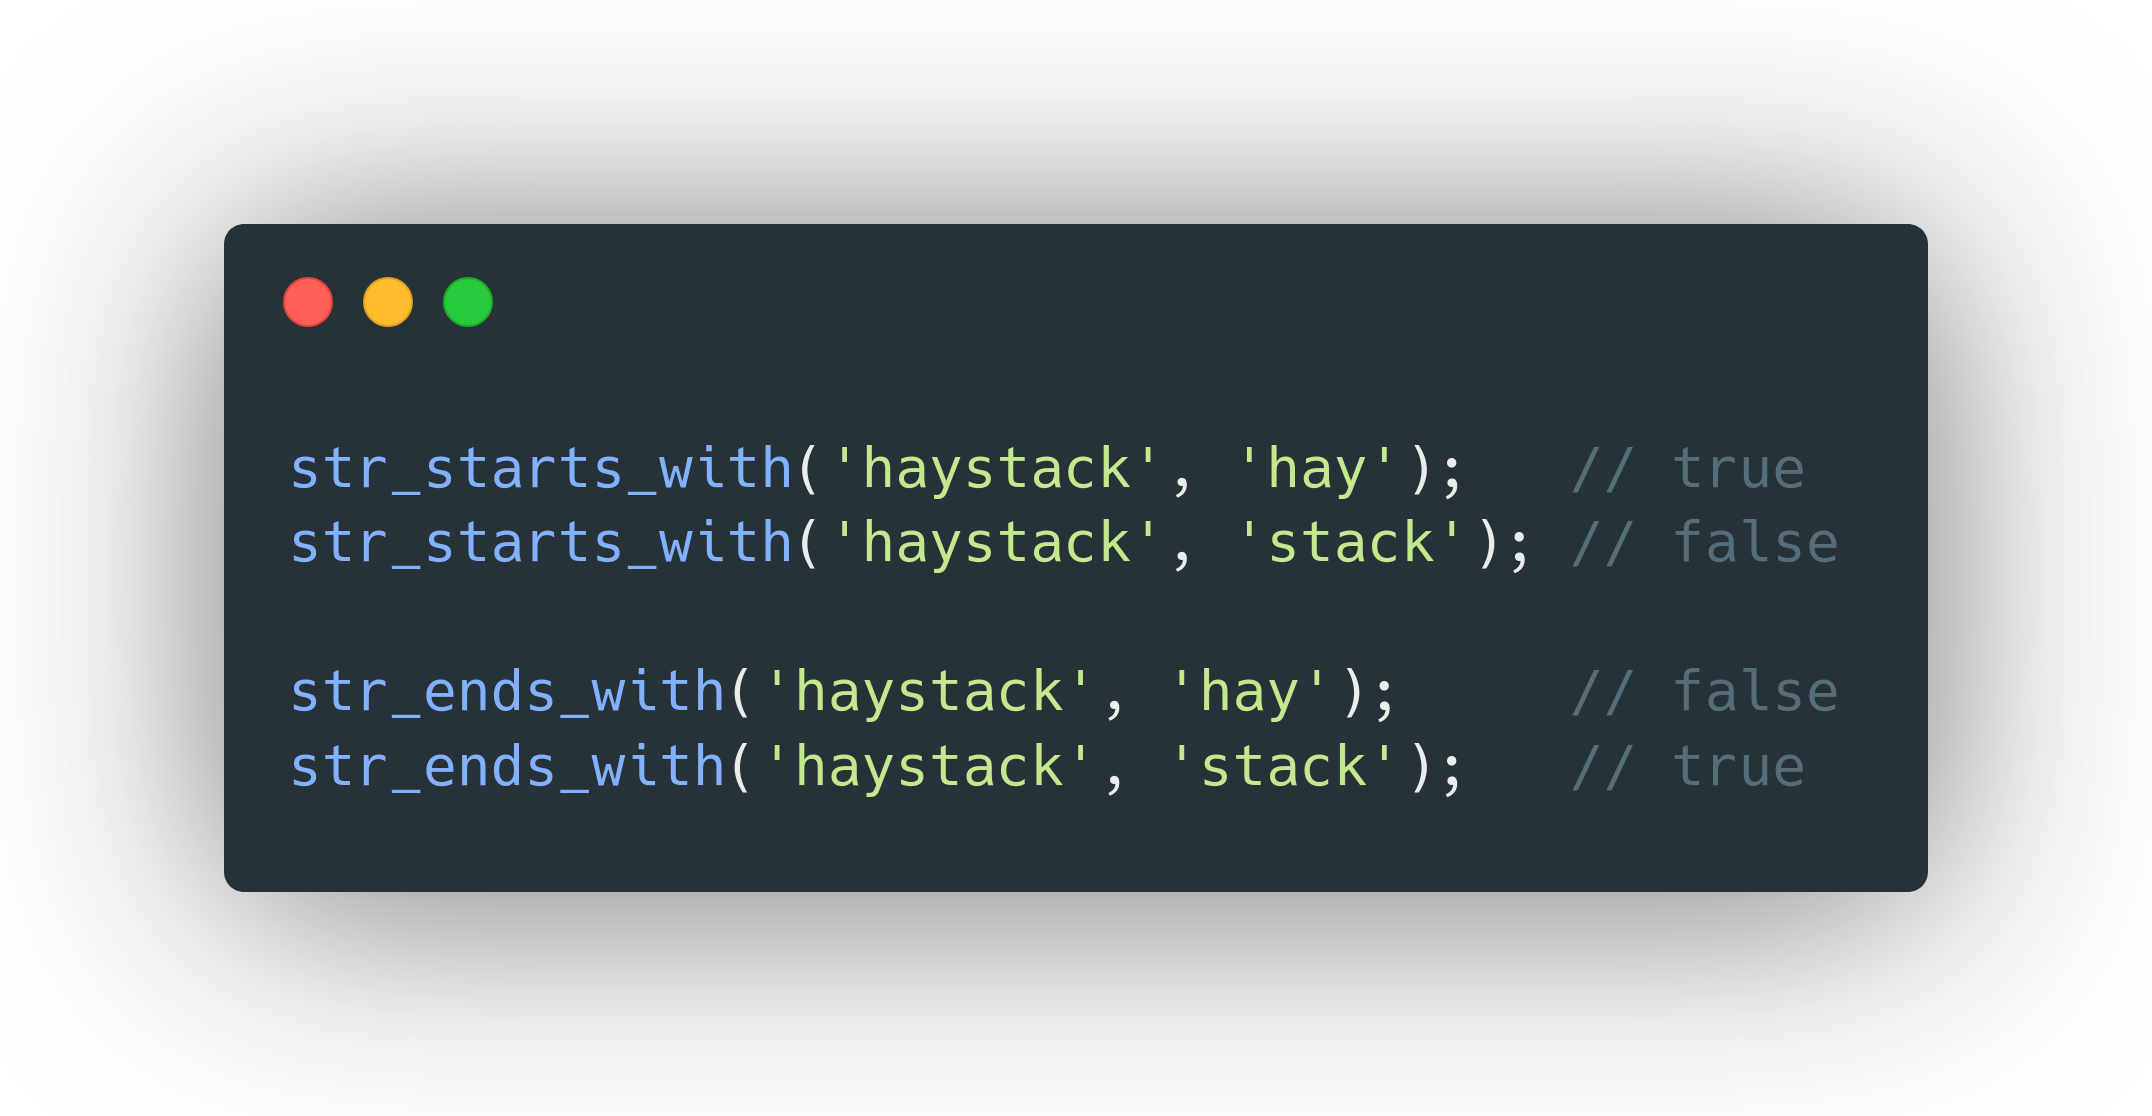 str_starts_with('haystack', 'hay');   // true
str_starts_with('haystack', 'stack'); // false
str_ends_with('haystack', 'hay');     // false
str_ends_with('haystack', 'stack');   // true